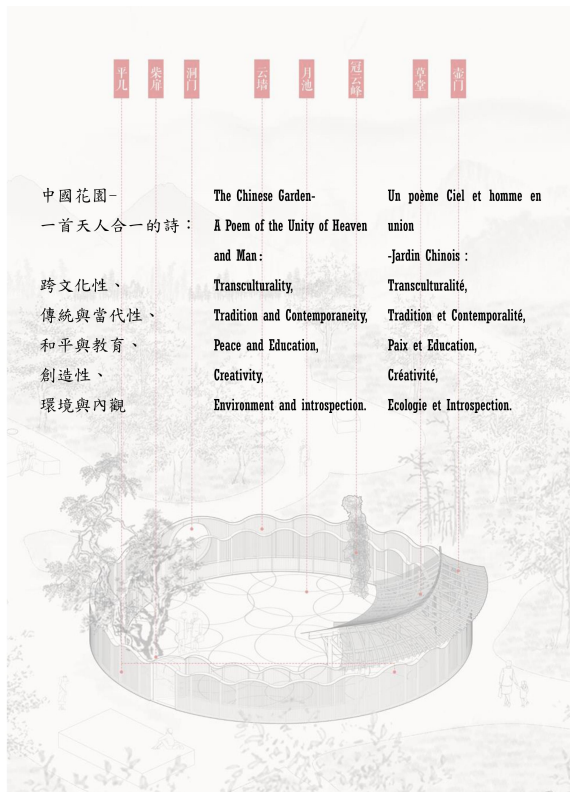 平几
柴扉
洞门
云墙
月池
冠云峰
草堂
壶门
中國花園-
一首天人合一的詩：
跨文化性、
傳統與當代性、
和平與教育、
創造性、
環境與內觀
The Chinese Garden-
A Poem of the Unity of Heaven
and Man:
Transculturality,
Tradition and Contemporaneity,
Peace and Education,
Creativity,
Environment and introspection.
Un poème Ciel et homme en
union
-Jardin Chinois :
Transculturalité,
Tradition et Contemporalité,
Paix et Education,
Créativité,
Ecologie et Introspection.